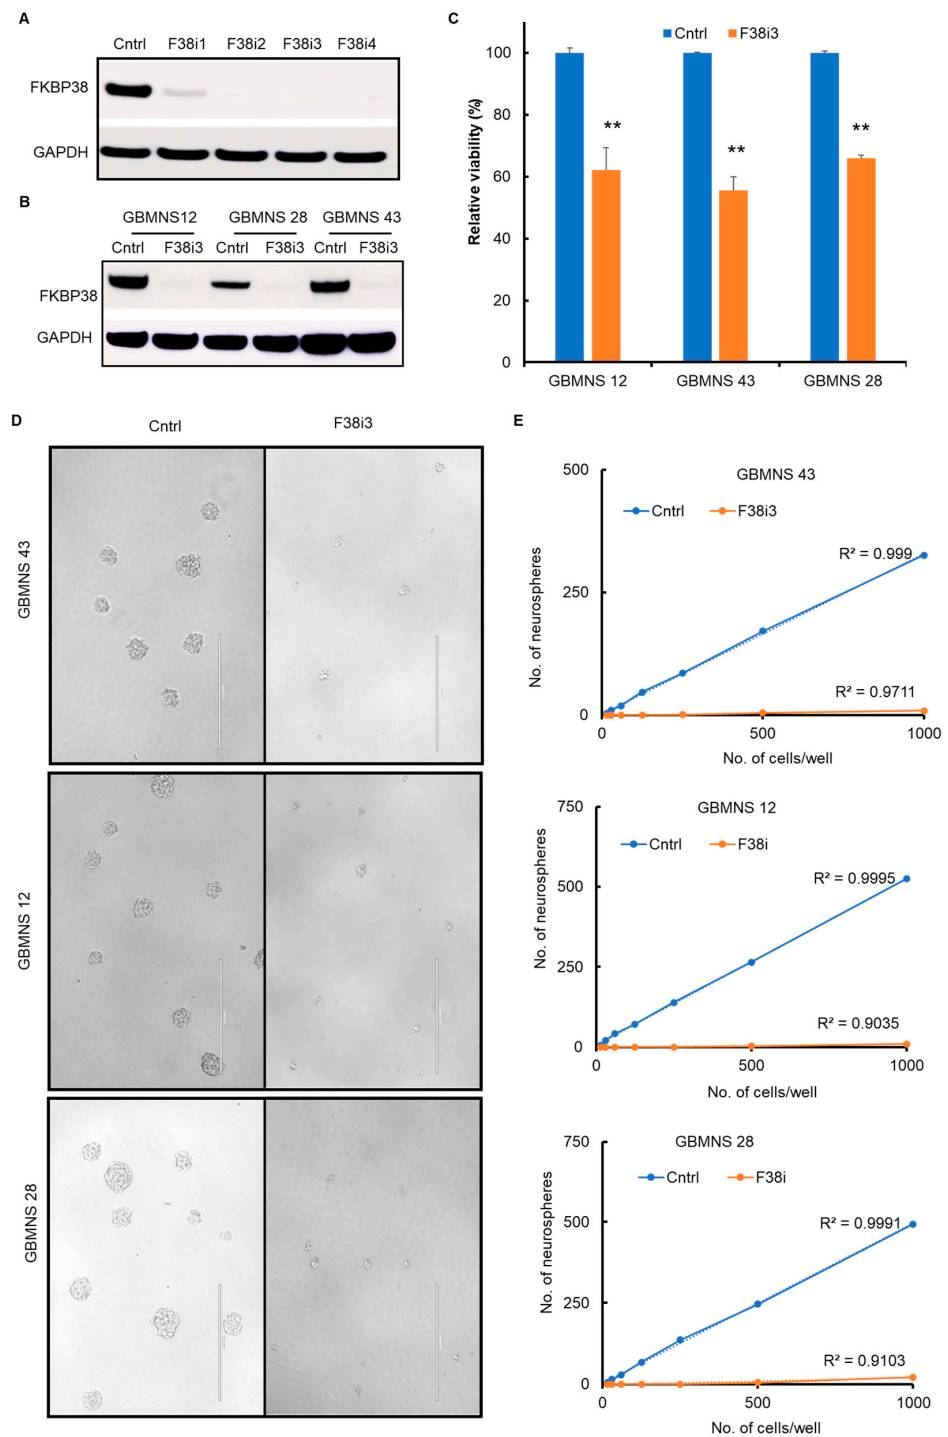 A
Cntrl F38i1 F38i2 F38i3 F38i4
FKBP38
GAPDH
B
GBMNS12 GBMNS 28 GBMNS 43
Cntrl F38i3 Cntrl F38i3 Cntrl F38i3
FKBP38
GAPDH
C
Cntrl F38i3
Relative viability (%)
100
80
60
40
20
0
**
**
**
GBMNS 12 GBMNS 43 GBMNS 28
D
Cntrl F38i3
GBMNS 43
GBMNS 12
GBMNS 28
E
GBMNS 43
Cntrl F38i3
No. of neurospheres
500
250
0
R² = 0.999
R² = 0.9711
0 500 1000
No. of cells/well
GBMNS 12
Cntrl F38i
No. of neurospheres
750
500
250
0
R² = 0.9995
R² = 0.9035
0 500 1000
No. of cells/well
GBMNS 28
Cntrl F38i
No. of neurospheres
750
500
250
0
R² = 0.9991
R² = 0.9103
0 500 1000
No. of cells/well